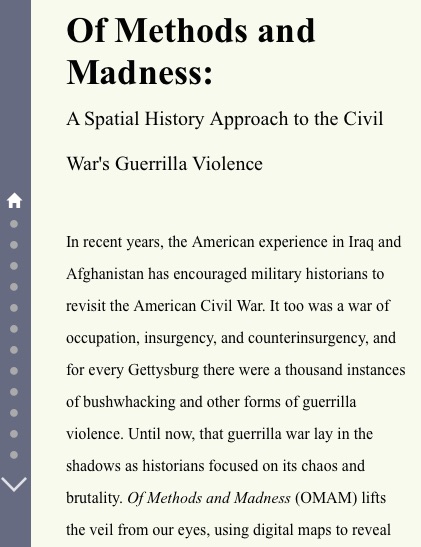 Of Methods and
Madness:
A Spatial History Approach to the Civil
War's Guerrilla Violence
In recent years, the American experience in Iraq and
Afghanistan has encouraged military historians to
revisit the American Civil War. It too was a war of
occupation, insurgency, and counterinsurgency, and
for every Gettysburg there were a thousand instances
of bushwhacking and other forms of guerrilla
violence. Until now, that guerrilla war lay in the
shadows as historians focused on its chaos and
brutality. Of Methods and Madness (OMAM) lifts
the veil from our eyes, using digital maps to reveal